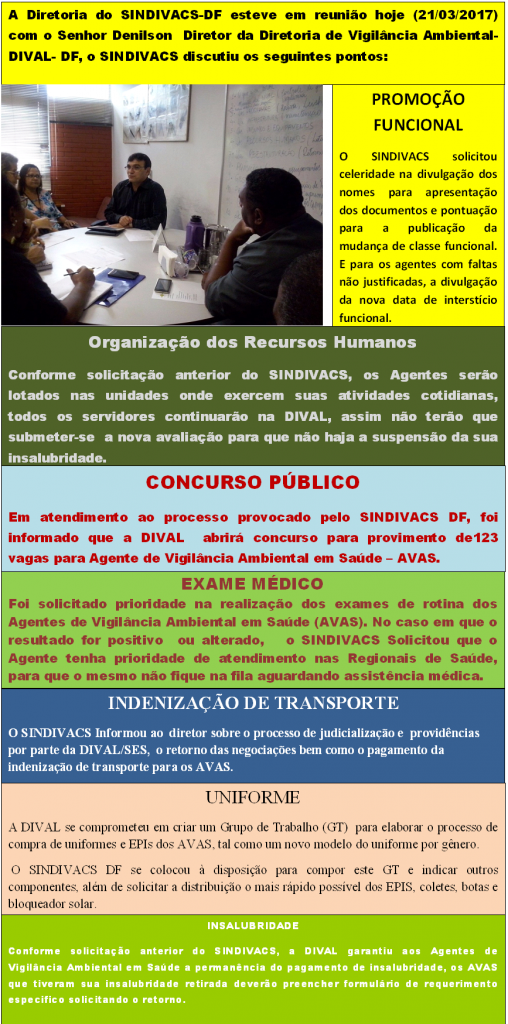 A Diretoria do SINDIVACS-DF esteve em reunião hoje (21/03/2017)
com o Senhor Denilson Diretor da Diretoria de Vigilância Ambiental-
DIVAL- DF, o SINDIVACS discutiu os seguintes pontos:
PROMOÇÃO
FUNCIONAL
O SINDIVACS solicitou
celeridade na divulgação dos
nomes para apresentação
dos documentos e pontuação
para a publicação da
mudança de classe funcional.
E para os agentes com faltas
não justificadas, a divulgação
da nova data de interstício
funcional.
Organização dos Recursos Humanos
Conforme solicitação anterior do SINDIVACS, os Agentes serão
lotados nas unidades onde exercem suas atividades cotidianas,
todos os servidores continuarão na DIVAL, assim não terão que
submeter-se a nova avaliação para que não haja a suspensão da sua
insalubridade.
CONCURSO PÚBLICO
Em atendimento ao processo provocado pelo SINDIVACS DF, foi
informado que a DIVAL abrirá concurso para provimento de123
vagas para Agente de Vigilância Ambiental em Saúde – AVAS.
EXAME MÉDICO
Foi solicitado prioridade na realização dos exames de rotina dos
Agentes de Vigilância Ambiental em Saúde (AVAS). No caso em que o
resultado for positivo ou alterado, o SINDIVACS Solicitou que o
Agente tenha prioridade de atendimento nas Regionais de Saúde,
para que o mesmo não fique na fila aguardando assistência médica.
INDENIZAÇÃO DE TRANSPORTE
O SINDIVACS Informou ao diretor sobre o processo de judicialização e providências
por parte da DIVAL/SES, o retorno das negociações bem como o pagamento da
indenização de transporte para os AVAS.
UNIFORME
A DIVAL se comprometeu em criar um Grupo de Trabalho (GT) para elaborar o processo de
compra de uniformes e EPIs dos AVAS, tal como um novo modelo do uniforme por gênero.
O SINDIVACS DF se colocou à disposição para compor este GT e indicar outros
componentes, além de solicitar a distribuição o mais rápido possível dos EPIS, coletes, botas e
bloqueador solar.
INSALUBRIDADE
Conforme solicitação anterior do SINDIVACS, a DIVAL garantiu aos Agentes de
Vigilância Ambiental em Saúde a permanência do pagamento de insalubridade, os AVAS
que tiveram sua insalubridade retirada deverão preencher formulário de requerimento
especifico solicitando o retorno.